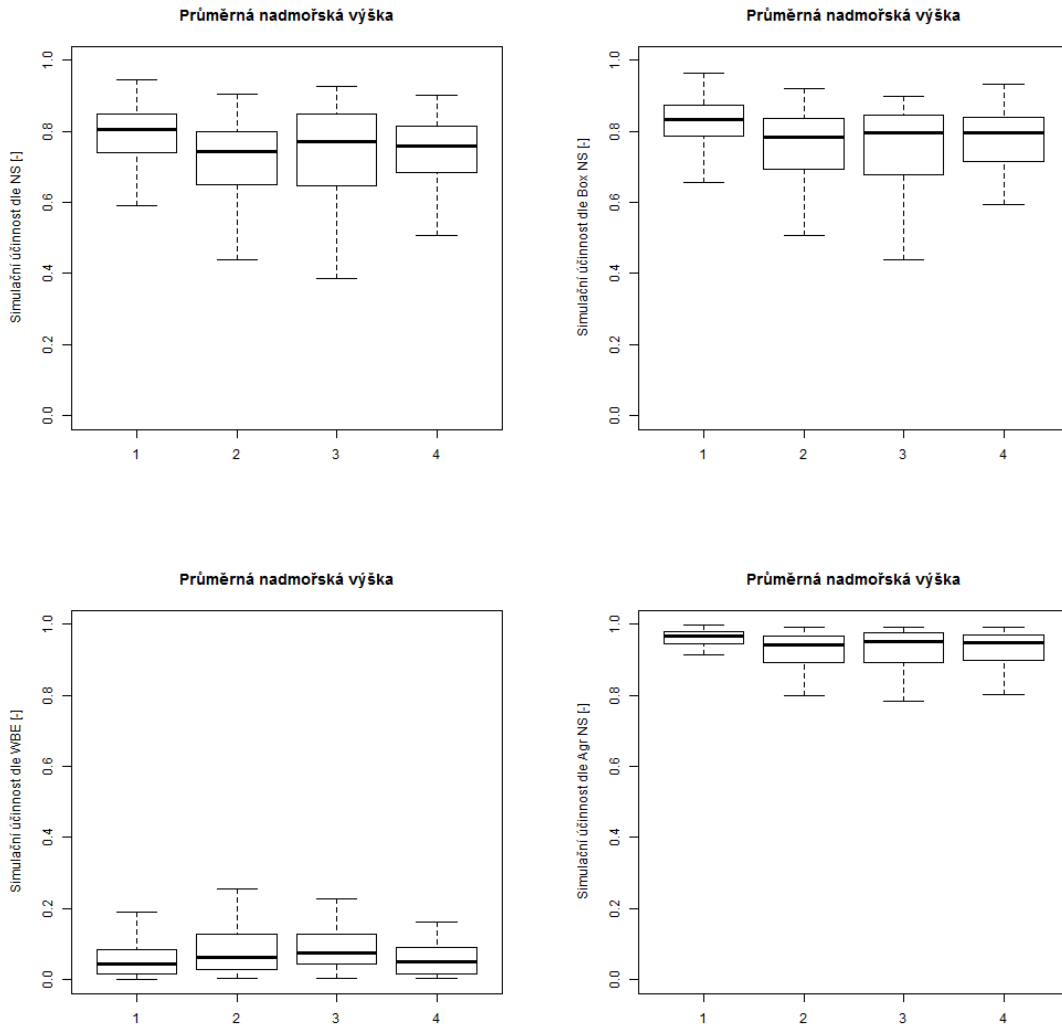 Průměrná nadmořská výška
Simulační účinnost dle NS [-]
1.0
0.8
0.6
0.4
0.2
0.0
1 2 3 4
Průměrná nadmořská výška
Simulační účinnost dle Box NS [-]
1.0
0.8
0.6
0.4
0.2
0.0
1 2 3 4
Průměrná nadmořská výška
Simulační účinnost dle WBE [-]
1.0
0.8
0.6
0.4
0.2
0.0
1 2 3 4
Průměrná nadmořská výška
Simulační účinnost dle Agr NS [-]
1.0
0.8
0.6
0.4
0.2
0.0
1 2 3 4